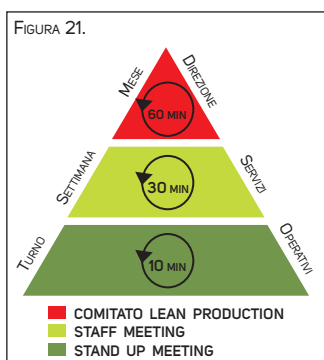 FIGURA 21.
MESE
DIREZIONE
60 MIN
SETTIMANA
SERVIZI
30 MIN
TURNO
OPERATIVI
10 MIN
COMITATO LEAN PRODUCTION
STAFF MEETING
STAND UP MEETING